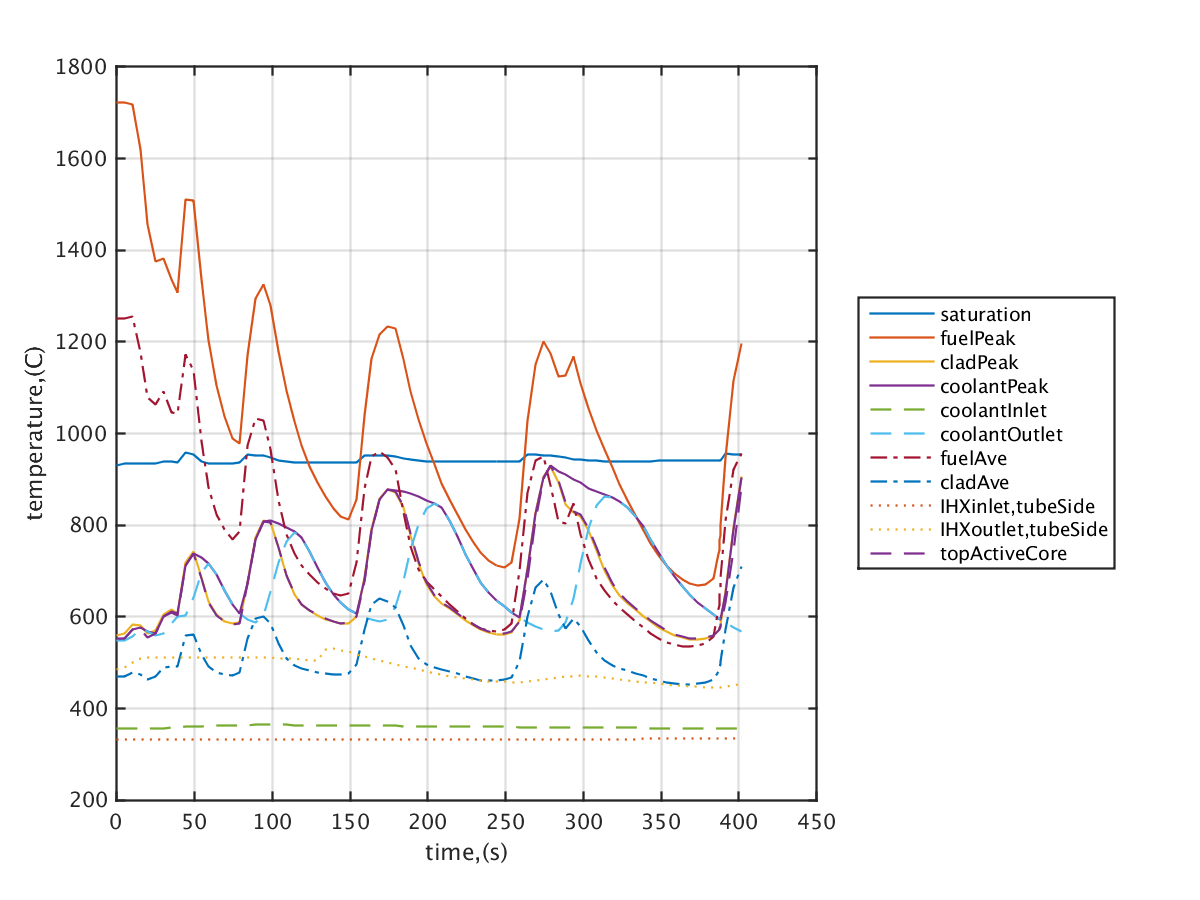 1800
1600
1400
1200
1000
800
600
400
200
temperature,(C)
0 50 100 150 200 250 300 350 400 450
time,(s)
saturation
fuelPeak
cladPeak
coolantPeak
coolantInlet
coolantOutlet
fuelAve
cladAve
IHXinlet,tubeSide
IHXoutlet,tubeSide
topActiveCore